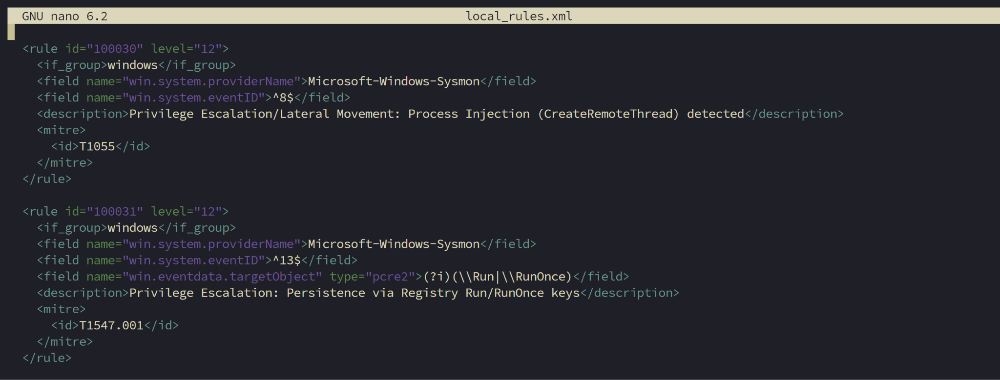 GNU nano 6.2 local_rules.xml
<rule id="100030" level="12">
<if_group>windows</if_group>
<field name="win.system.providerName">Microsoft-Windows-Sysmon</field>
<field name="win.system.eventID">^8$</field>
<description>Privilege Escalation/Lateral Movement: Process Injection (CreateRemoteThread) detected</description>
<mitre>
<id>T1055</id>
</mitre>
</rule>
<rule id="100031" level="12">
<if_group>windows</if_group>
<field name="win.system.providerName">Microsoft-Windows-Sysmon</field>
<field name="win.system.eventID">^13$</field>
<field name="win.eventdata.targetObject" type="pcre2">(?i)(\\Run|\\RunOnce)</field>
<description>Privilege Escalation: Persistence via Registry Run/RunOnce keys</description>
<mitre>
<id>T1547.001</id>
</mitre>
</rule>